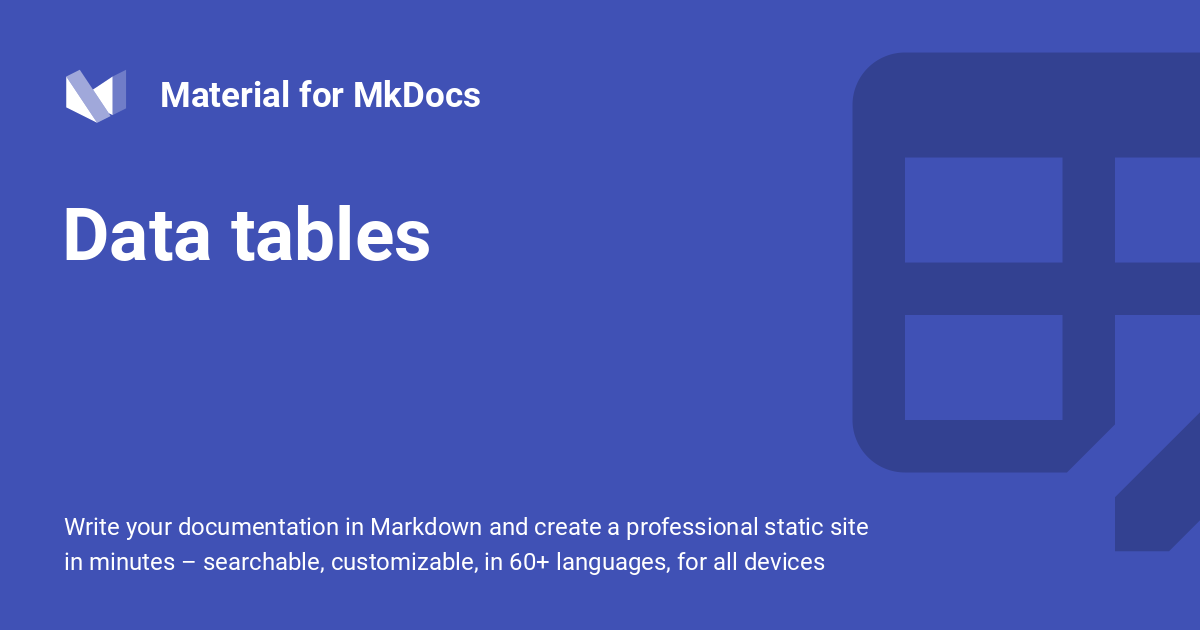 Material for MkDocs
Data tables
Write your documentation in Markdown and create a professional static site
in minutes – searchable, customizable, in 60+ languages, for all devices